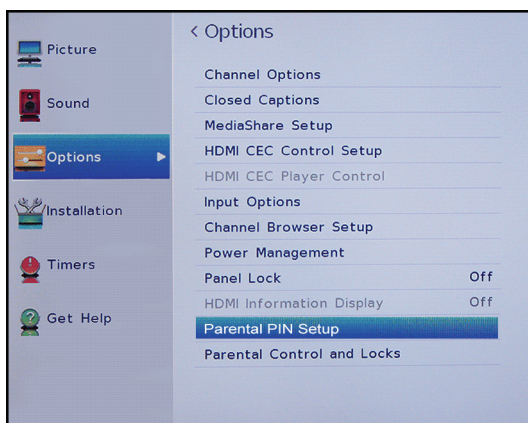 Picture
Sound
Options
Installation
Timers
Get Help
< Options
Channel Options
Closed Captions
MediaShare Setup
HDMI CEC Control Setup
HDMI CEC Player Control
Input Options
Channel Browser Setup
Power Management
Panel Lock Off
HDMI Information Display Off
Parental PIN Setup
Parental Control and Locks